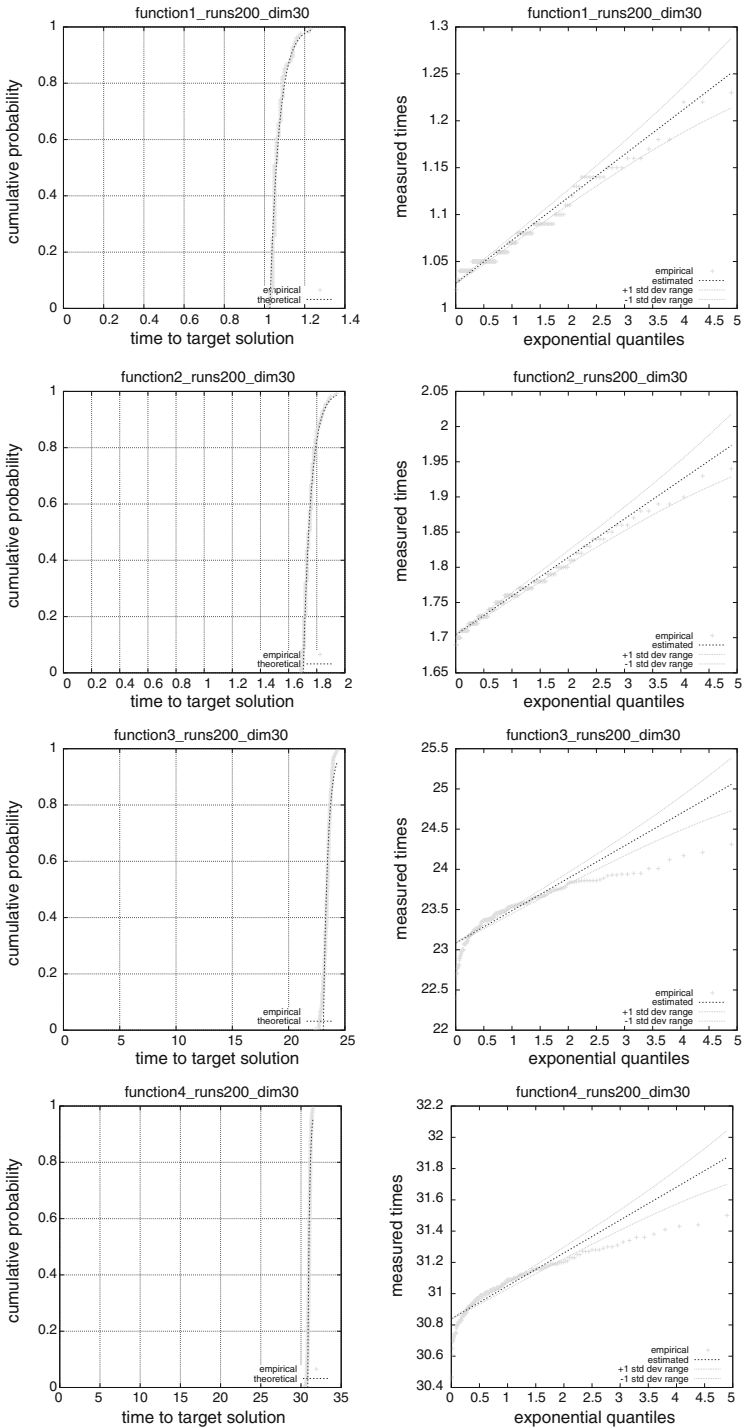 function1_runs200_dim30
cumulative probability
1
0.8
0.6
0.4
0.2
0
empirical
theoretical
0 0.2 0.4 0.6 0.8 1.0 1.2 1.4
time to target solution
function1_runs200_dim30
measured times
1.3
1.25
1.2
1.15
1.1
1.05
1
empirical
estimated
+1 std dev range
-1 std dev range
0 0.5 1 1.5 2 2.5 3 3.5 4 4.5 5
exponential quantiles
function2_runs200_dim30
cumulative probability
1
0.8
0.6
0.4
0.2
0
empirical
theoretical
0 0.2 0.4 0.6 0.8 1 1.2 1.4 1.6 1.8 2
time to target solution
function2_runs200_dim30
measured times
2.05
2
1.95
1.9
1.85
1.8
1.75
1.7
1.65
empirical
estimated
+1 std dev range
-1 std dev range
0 0.5 1 1.5 2 2.5 3 3.5 4 4.5 5
exponential quantiles
function3_runs200_dim30
cumulative probability
1
0.8
0.6
0.4
0.2
0
empirical
theoretical
0 5 10 15 20 25
time to target solution
function3_runs200_dim30
measured times
25.5
25
24.5
24
23.5
23
22.5
22
empirical
estimated
+1 std dev range
-1 std dev range
0 0.5 1 1.5 2 2.5 3 3.5 4 4.5 5
exponential quantiles
function4_runs200_dim30
cumulative probability
1
0.8
0.6
0.4
0.2
0
empirical
theoretical
0 5 10 15 20 25 30 35
time to target solution
function4_runs200_dim30
measured times
32.2
32
31.8
31.6
31.4
31.2
31
30.8
30.6
30.4
empirical
estimated
+1 std dev range
-1 std dev range
0 0.5 1 1.5 2 2.5 3 3.5 4 4.5 5
exponential quantiles